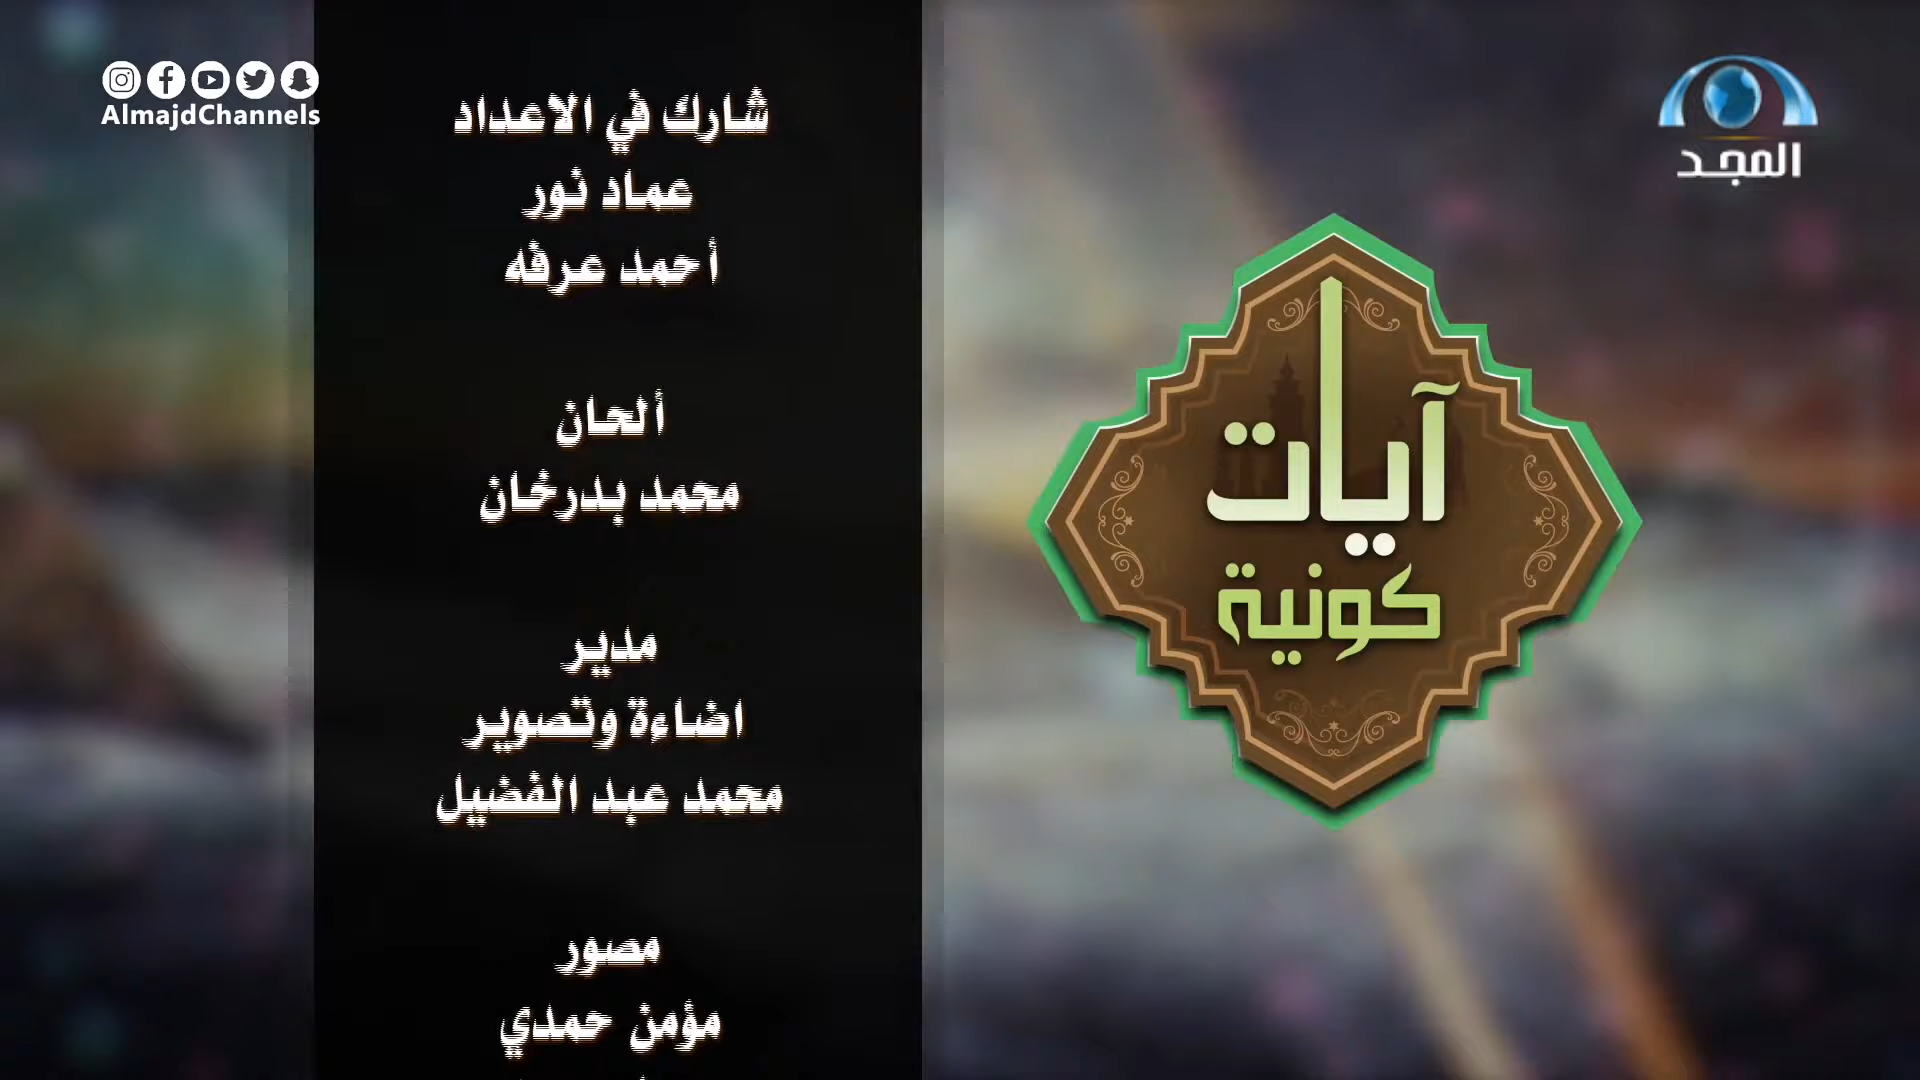 AlmajdChannels
المجد
شارك في الاعداد
عماد نور
أحمد عرفه
ألحان
محمد بدرخان
مدير
اضاءة وتصوير
محمد عبد الفضيل
مصور
مؤمن حمدي
آيات
كونية